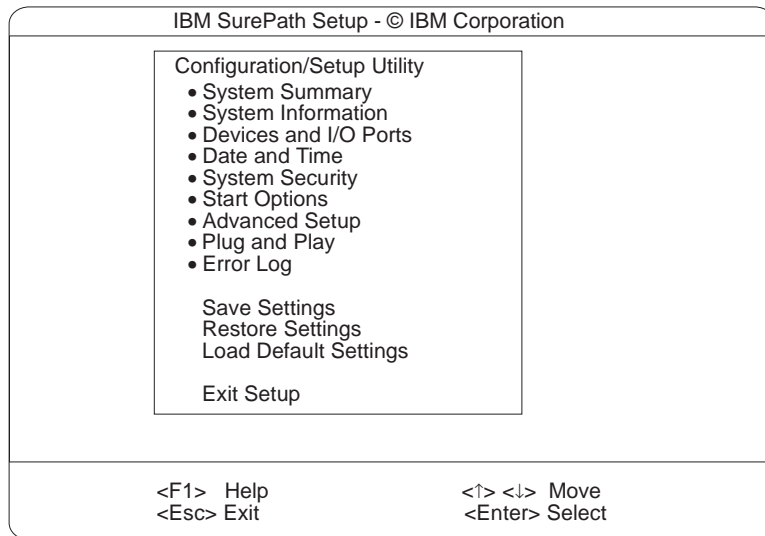 IBM SurePath Setup - © IBM Corporation
Configuration/Setup Utility
• System Summary
• System Information
• Devices and I/O Ports
• Date and Time
• System Security
• Start Options
• Advanced Setup
• Plug and Play
• Error Log
Save Settings
Restore Settings
Load Default Settings
Exit Setup
<F1> Help <↑> <↓> Move
<Esc> Exit <Enter> Select